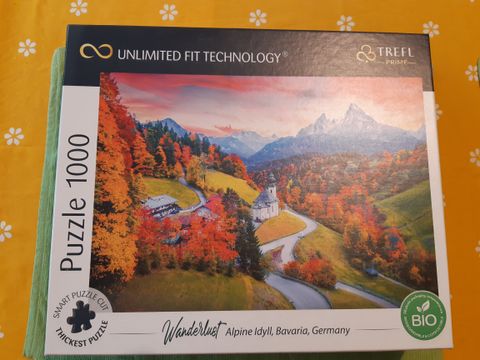 UNLIMITED FIT TECHNOLOGY®
TREFL
PRIME
Puzzle 1000
SMART PUZZLE CUT
THICKEST PUZZLE
Wanderlust Alpine Idyll, Bavaria, Germany
BIO